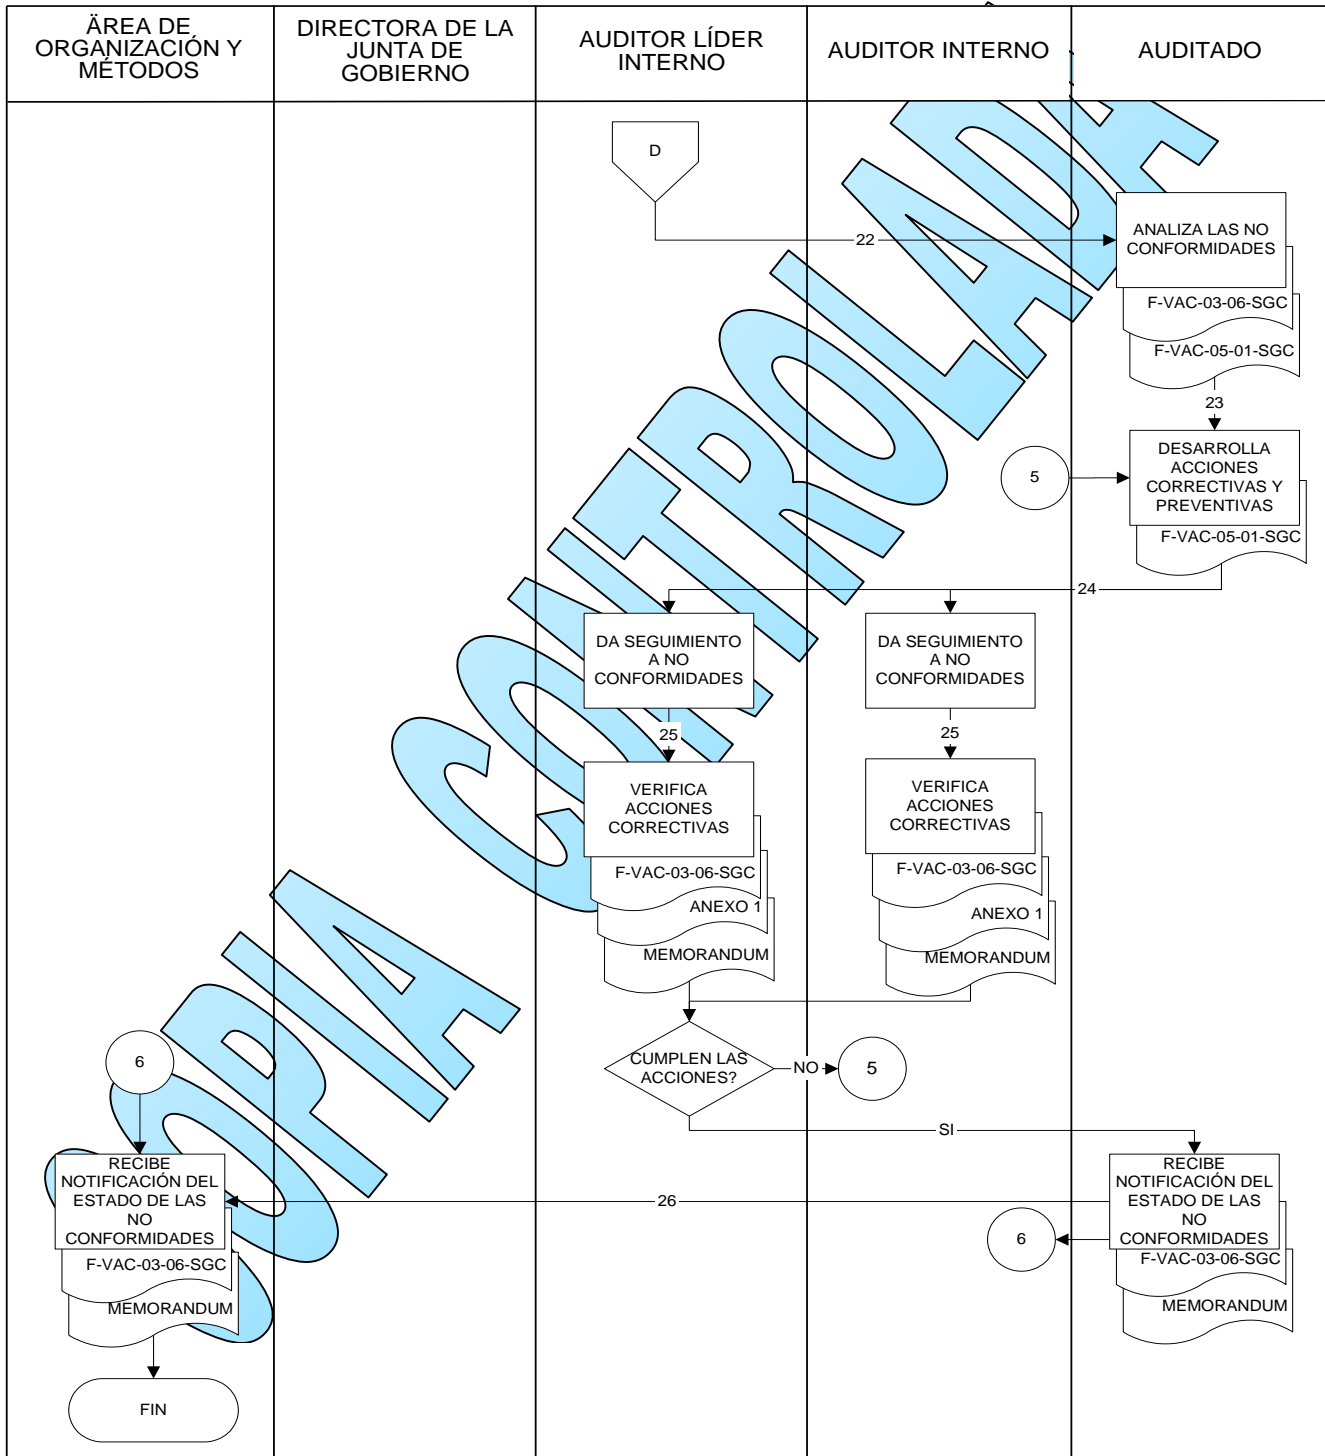 ÄREA DE
ORGANIZACIÓN Y
MÉTODOS
DIRECTORA DE LA
JUNTA DE
GOBIERNO
AUDITOR LÍDER
INTERNO
AUDITOR INTERNO
AUDITADO
COPIA CONTROLADA
D
22
ANALIZA LAS NO
CONFORMIDADES
F-VAC-03-06-SGC
F-VAC-05-01-SGC
23
5
DESARROLLA
ACCIONES
CORRECTIVAS Y
PREVENTIVAS
F-VAC-05-01-SGC
24
DA SEGUIMIENTO
A NO
CONFORMIDADES
DA SEGUIMIENTO
A NO
CONFORMIDADES
25
25
VERIFICA
ACCIONES
CORRECTIVAS
F-VAC-03-06-SGC
ANEXO 1
MEMORANDUM
VERIFICA
ACCIONES
CORRECTIVAS
F-VAC-03-06-SGC
ANEXO 1
MEMORANDUM
CUMPLEN LAS
ACCIONES?
NO
5
SI
6
RECIBE
NOTIFICACIÓN DEL
ESTADO DE LAS
NO
CONFORMIDADES
F-VAC-03-06-SGC
MEMORANDUM
26
6
RECIBE
NOTIFICACIÓN DEL
ESTADO DE LAS
NO
CONFORMIDADES
F-VAC-03-06-SGC
MEMORANDUM
FIN